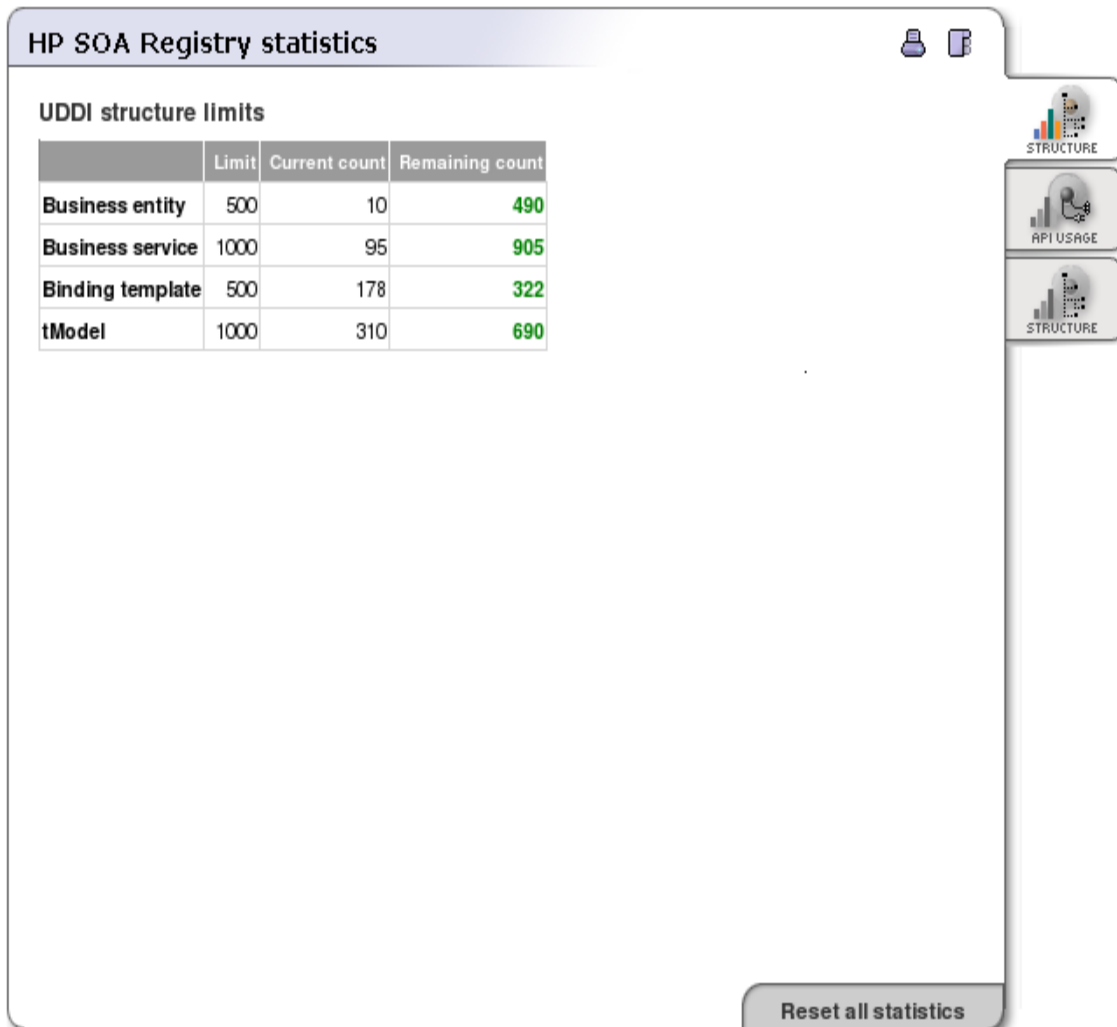 HP SOA Registry statistics
UDDI structure limits
Limit Current count Remaining count
Business entity 500 10 490
Business service 1000 95 905
Binding template 500 178 322
tModel 1000 310 690
STRUCTURE
API USAGE
STRUCTURE
Reset all statistics